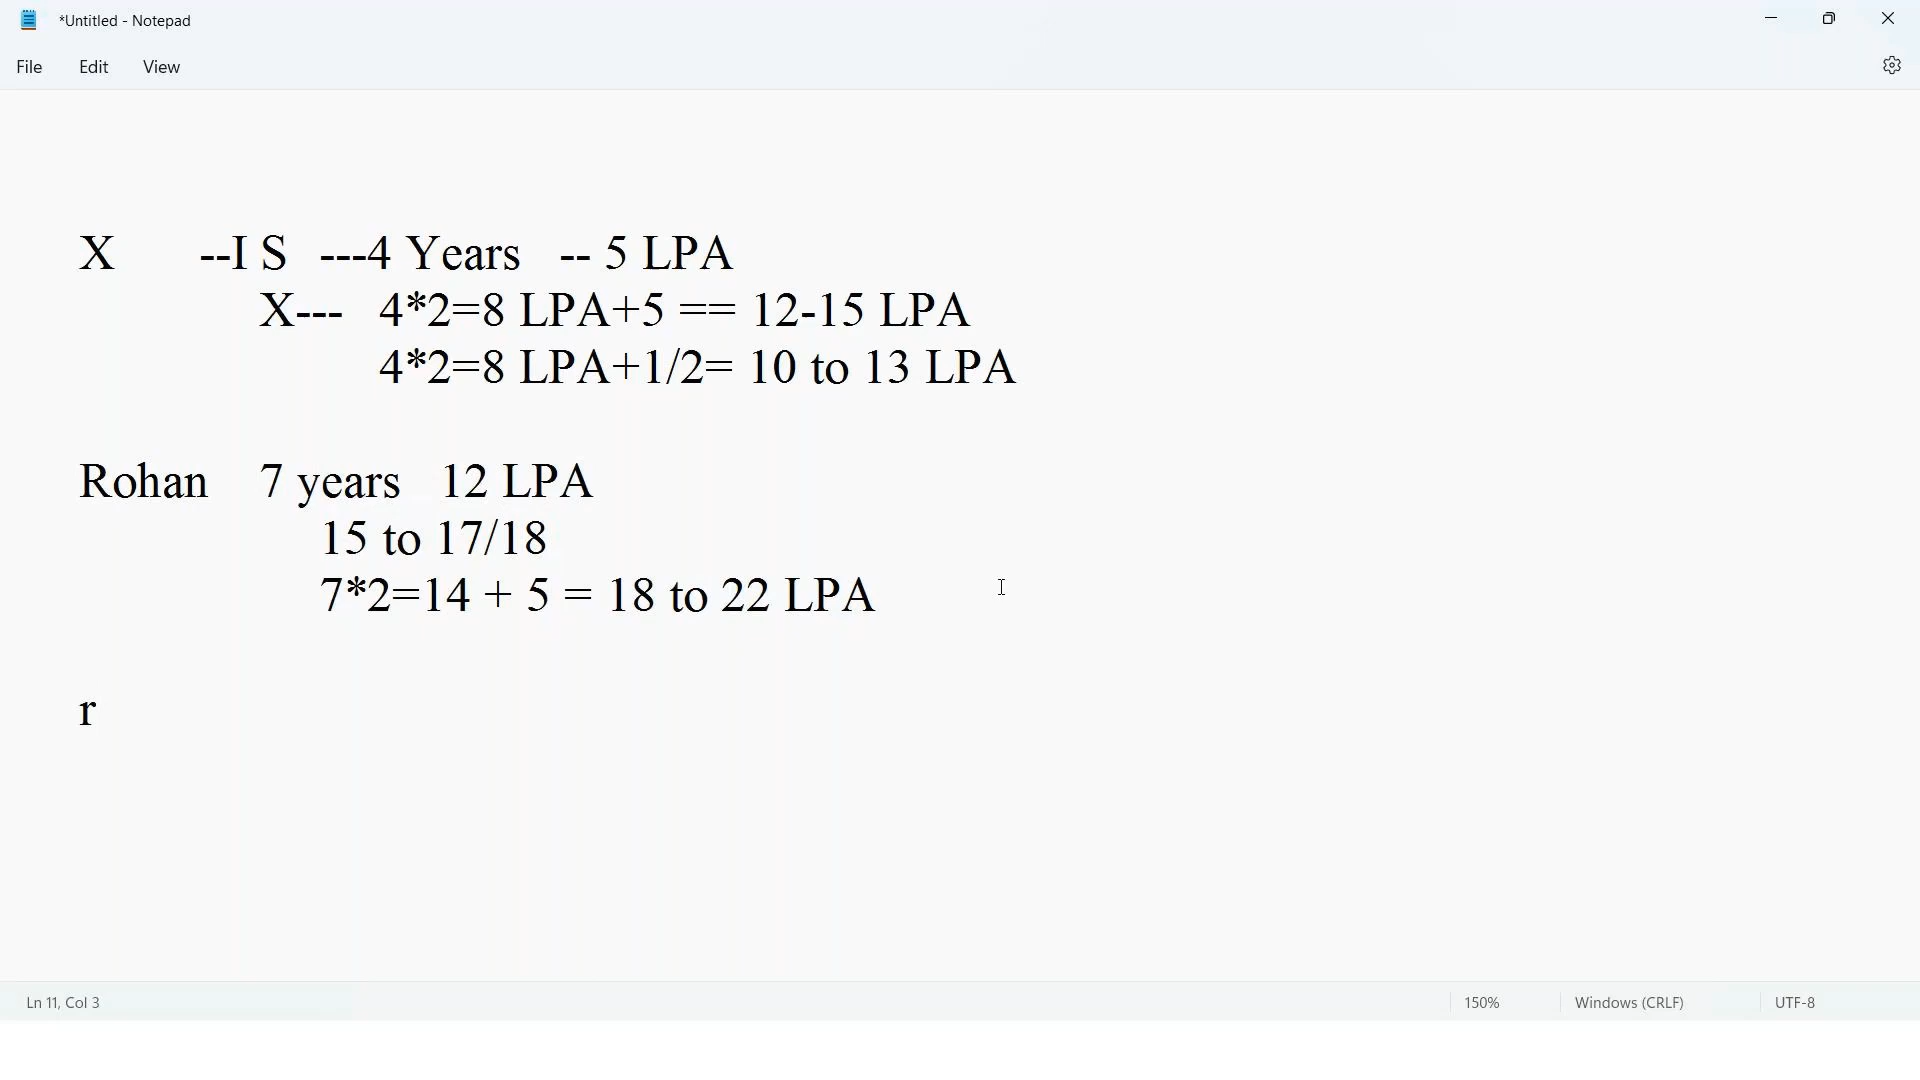 *Untitled - Notepad
File Edit View
X --I S ---4 Years -- 5 LPA
X--- 4*2=8 LPA+5 == 12-15 LPA
4*2=8 LPA+1/2= 10 to 13 LPA
Rohan 7 years 12 LPA
15 to 17/18
7*2=14 + 5 = 18 to 22 LPA
r
Ln 11, Col 3 150% Windows (CRLF) UTF-8